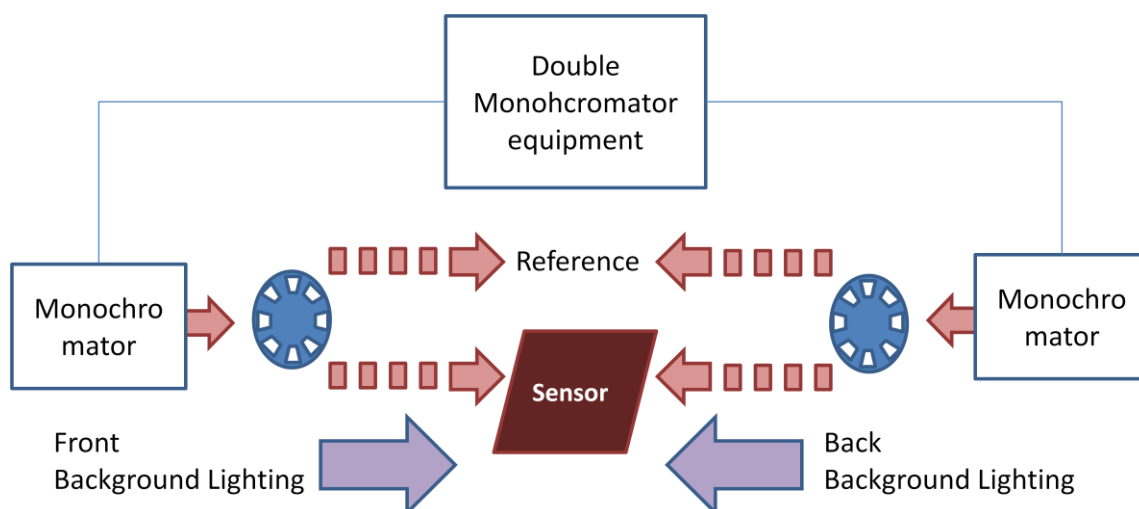 Double
Monohcromator
equipment
Reference
Monochro
mator
Monochro
mator
Sensor
Front
Background Lighting
Back
Background Lighting